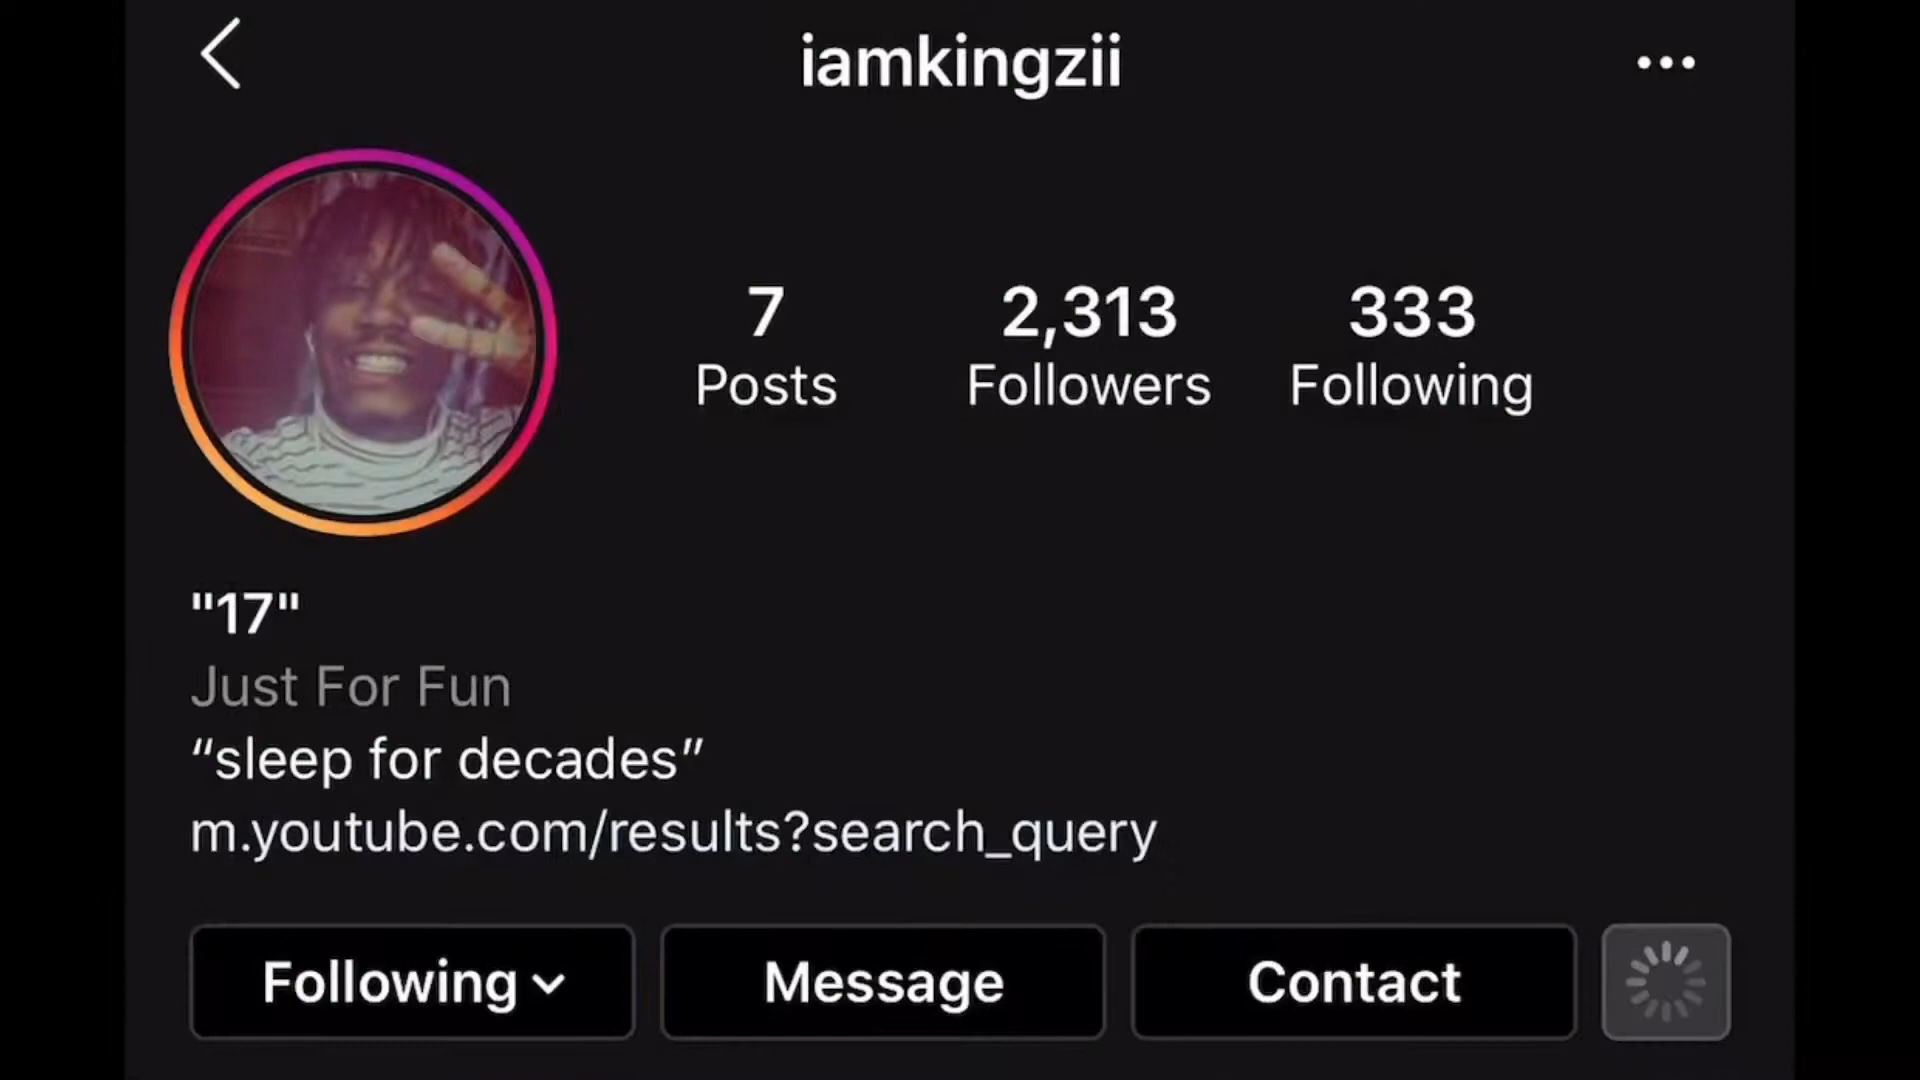 iamkingzii
7 2,313 333
Posts Followers Following
"17"
Just For Fun
“sleep for decades”
m.youtube.com/results?search_query
Following Message Contact